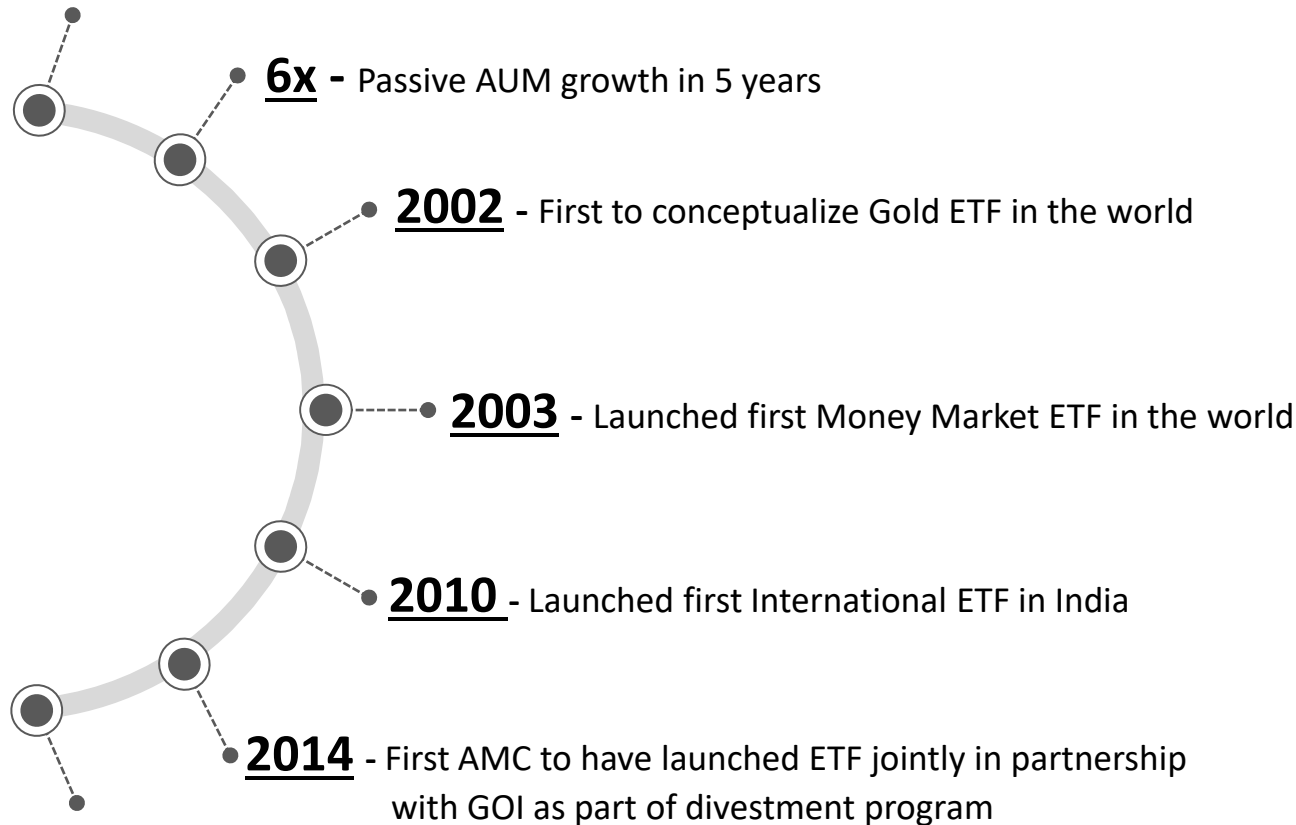 6x - Passive AUM growth in 5 years
2002 - First to conceptualize Gold ETF in the world
2003 - Launched first Money Market ETF in the world
2010 - Launched first International ETF in India
2014 - First AMC to have launched ETF jointly in partnership
with GOI as part of divestment program